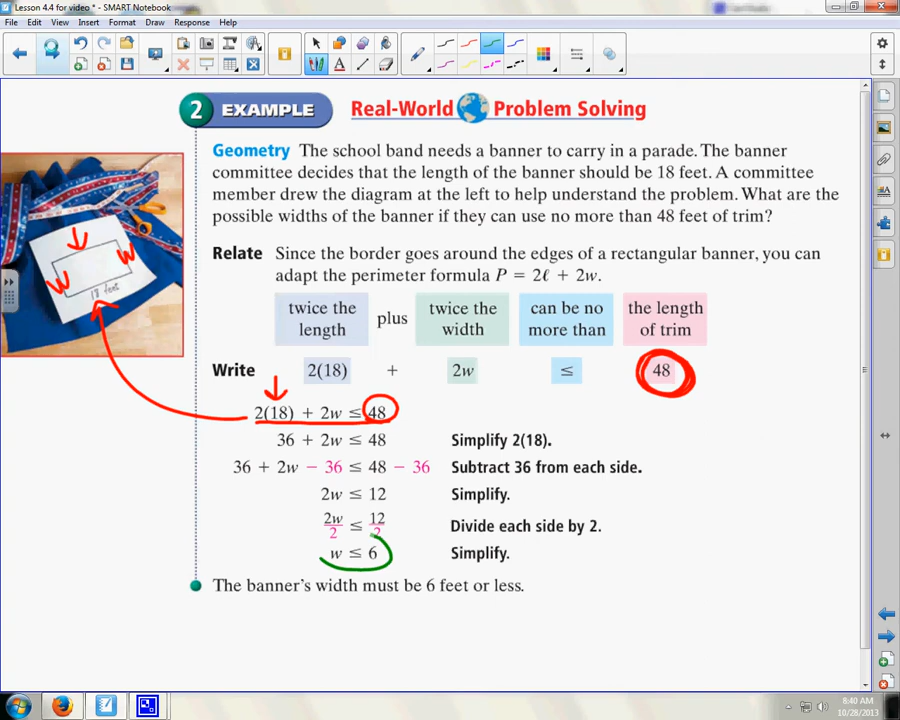 Lesson 4.4 for video * - SMART Notebook
File Edit View Insert Format Draw Response Help
2 EXAMPLE Real-World Problem Solving
Geometry The school band needs a banner to carry in a parade. The banner
committee decides that the length of the banner should be 18 feet. A committee
member drew the diagram at the left to help understand the problem. What are the
possible widths of the banner if they can use no more than 48 feet of trim?
W W
18 feet
Relate Since the border goes around the edges of a rectangular banner, you can
adapt the perimeter formula P = 2ℓ + 2w.
twice the length plus twice the width can be no more than the length of trim
Write 2(18) + 2w ≤ 48
2(18) + 2w ≤ 48
36 + 2w ≤ 48 Simplify 2(18).
36 + 2w − 36 ≤ 48 − 36 Subtract 36 from each side.
2w ≤ 12 Simplify.
2w/2 ≤ 12/2 Divide each side by 2.
w ≤ 6 Simplify.
The banner's width must be 6 feet or less.
8:40 AM
10/28/2013